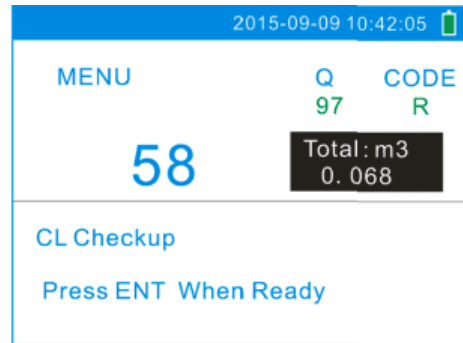 2015-09-09 10:42:05
MENU Q CODE
97 R
58 Total: m3
0. 068
CL Checkup
Press ENT When Ready